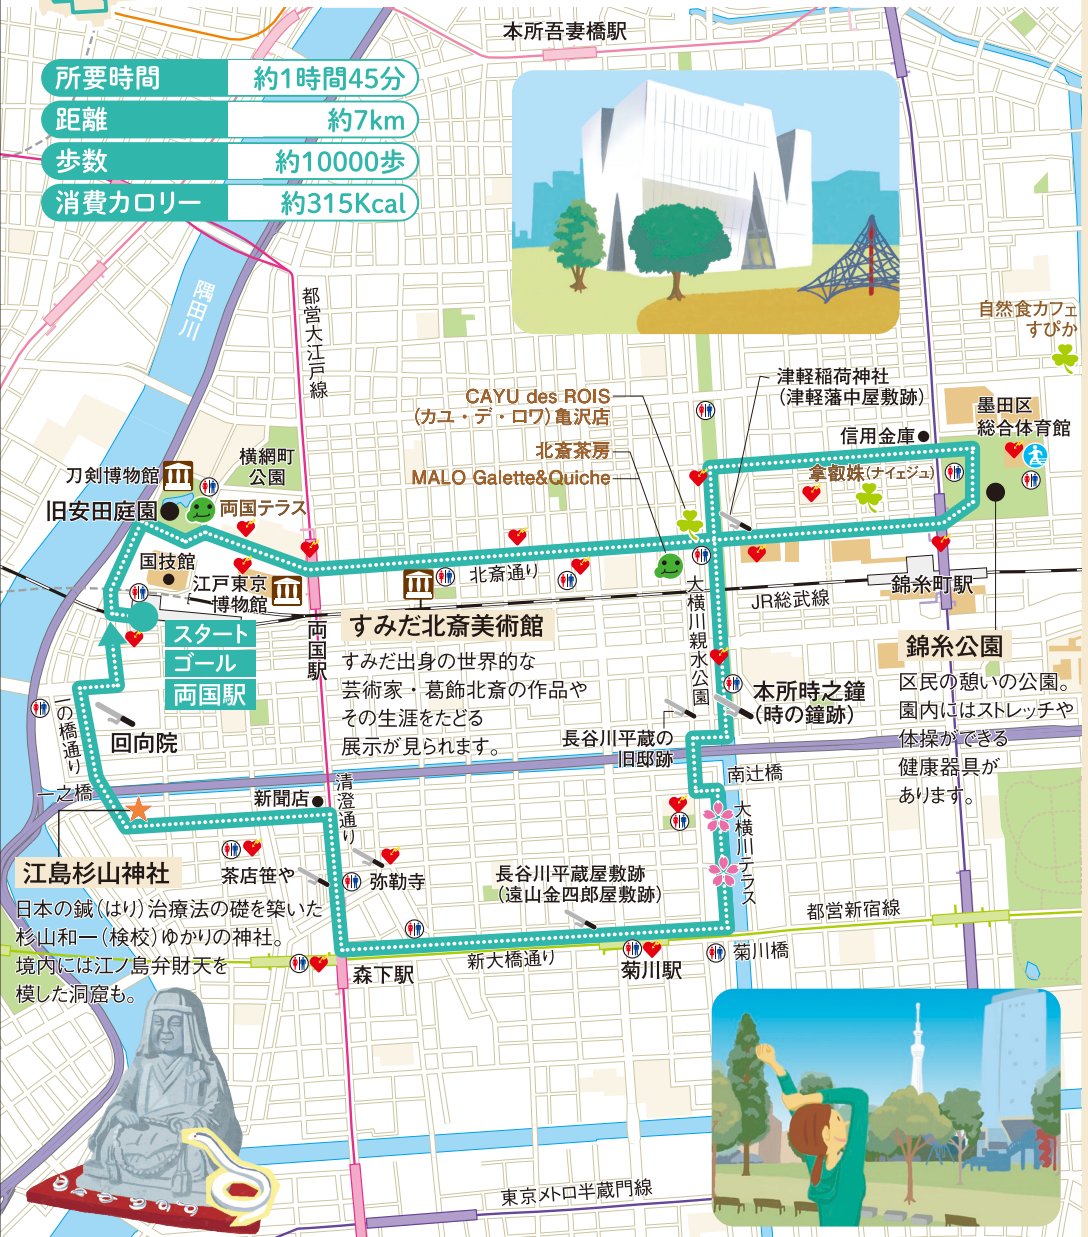 本所吾妻橋駅
所要時間 約1時間45分
距離 約7km
歩数 約10000歩
消費カロリー 約315Kcal
隅田川
都営大江戸線
自然食カフェ
すぴか
津軽稲荷神社
（津軽藩中屋敷跡）
CAYU des ROIS
（カユ・デ・ロワ）亀沢店
北斎茶房
MALO Galette&Quiche
墨田区
総合体育館
信用金庫
拿叡姝（ナイェジュ）
横網町
公園
刀剣博物館
旧安田庭園
両国テラス
国技館
江戸東京
博物館
北斎通り
JR総武線
錦糸町駅
スタート
ゴール
両国駅
両国駅
すみだ北斎美術館
すみだ出身の世界的な
芸術家・葛飾北斎の作品や
その生涯をたどる
展示が見られます。
大横川親水公園
錦糸公園
区民の憩いの公園。
園内にはストレッチや
体操ができる
健康器具が
あります。
本所時之鐘
（時の鐘跡）
長谷川平蔵の
旧邸跡
一の橋通り
回向院
一之橋
南辻橋
新聞店
清澄通り
大横川テラス
江島杉山神社
日本の鍼（はり）治療法の礎を築いた
杉山和一（検校）ゆかりの神社。
境内には江ノ島弁財天を
模した洞窟も。
茶店笹や
弥勒寺
長谷川平蔵屋敷跡
（遠山金四郎屋敷跡）
都営新宿線
新大橋通り
森下駅
菊川駅
菊川橋
東京メトロ半蔵門線